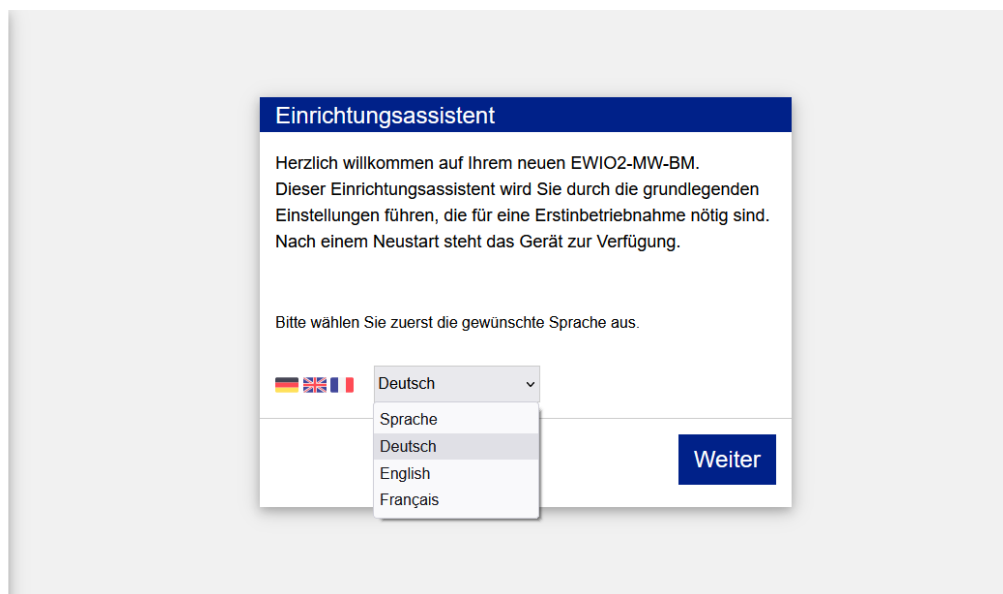 Einrichtungsassistent
Herzlich willkommen auf Ihrem neuen EWIO2-MW-BM.
Dieser Einrichtungsassistent wird Sie durch die grundlegenden
Einstellungen führen, die für eine Erstinbetriebnahme nötig sind.
Nach einem Neustart steht das Gerät zur Verfügung.
Bitte wählen Sie zuerst die gewünschte Sprache aus.
Deutsch
Sprache
Deutsch
English
Français
Weiter